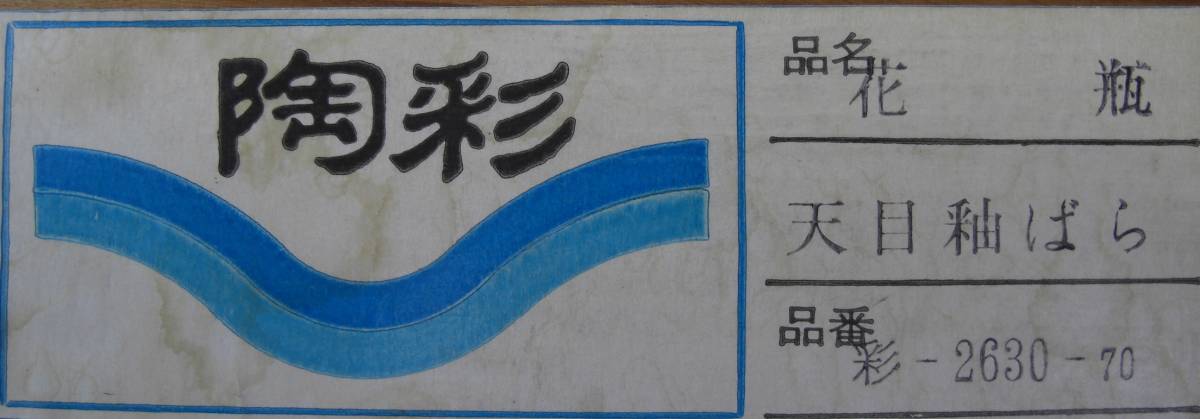 陶彩
品名
花 瓶
天目釉ばら
品番
彩-2630-70